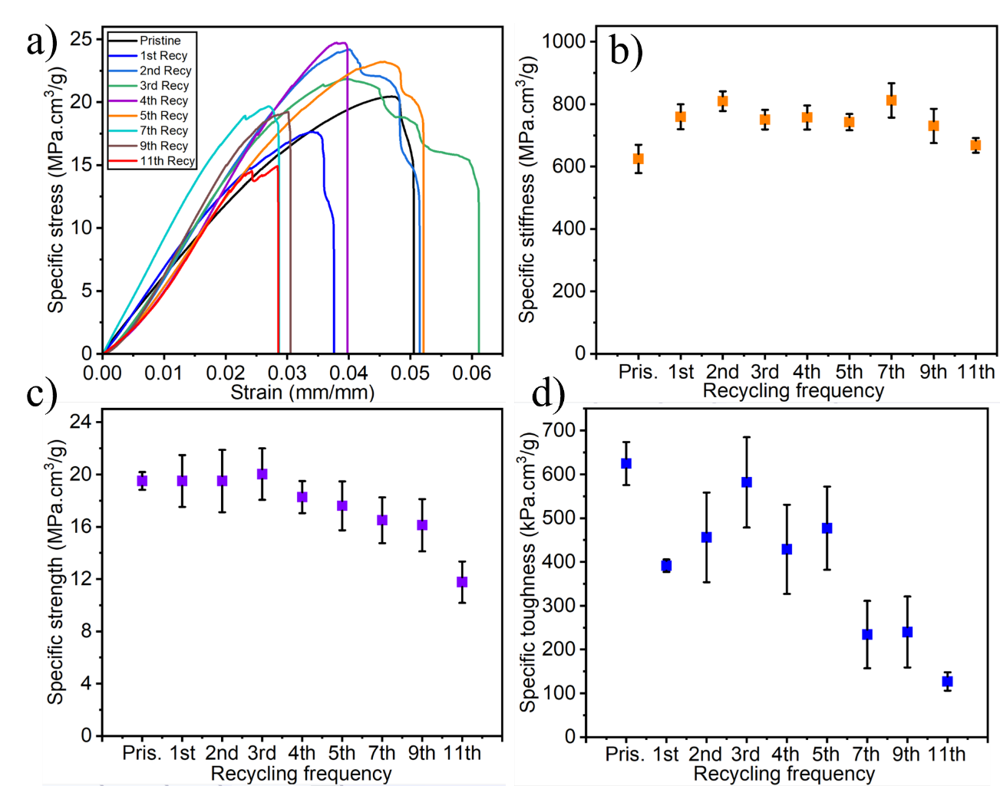 a)
25
20
15
10
5
0
Specific stress (MPa.cm³/g)
Pristine
1st Recy
2nd Recy
3rd Recy
4th Recy
5th Recy
7th Recy
9th Recy
11th Recy
0.00 0.01 0.02 0.03 0.04 0.05 0.06
Strain (mm/mm)
b)
1000
800
600
400
200
0
Specific stiffness (MPa.cm³/g)
Pris. 1st 2nd 3rd 4th 5th 7th 9th 11th
Recycling frequency
c)
24
20
16
12
8
4
0
Specific strength (MPa.cm³/g)
Pris. 1st 2nd 3rd 4th 5th 7th 9th 11th
Recycling frequency
d)
700
600
500
400
300
200
100
0
Specific toughness (kPa.cm³/g)
Pris. 1st 2nd 3rd 4th 5th 7th 9th 11th
Recycling frequency